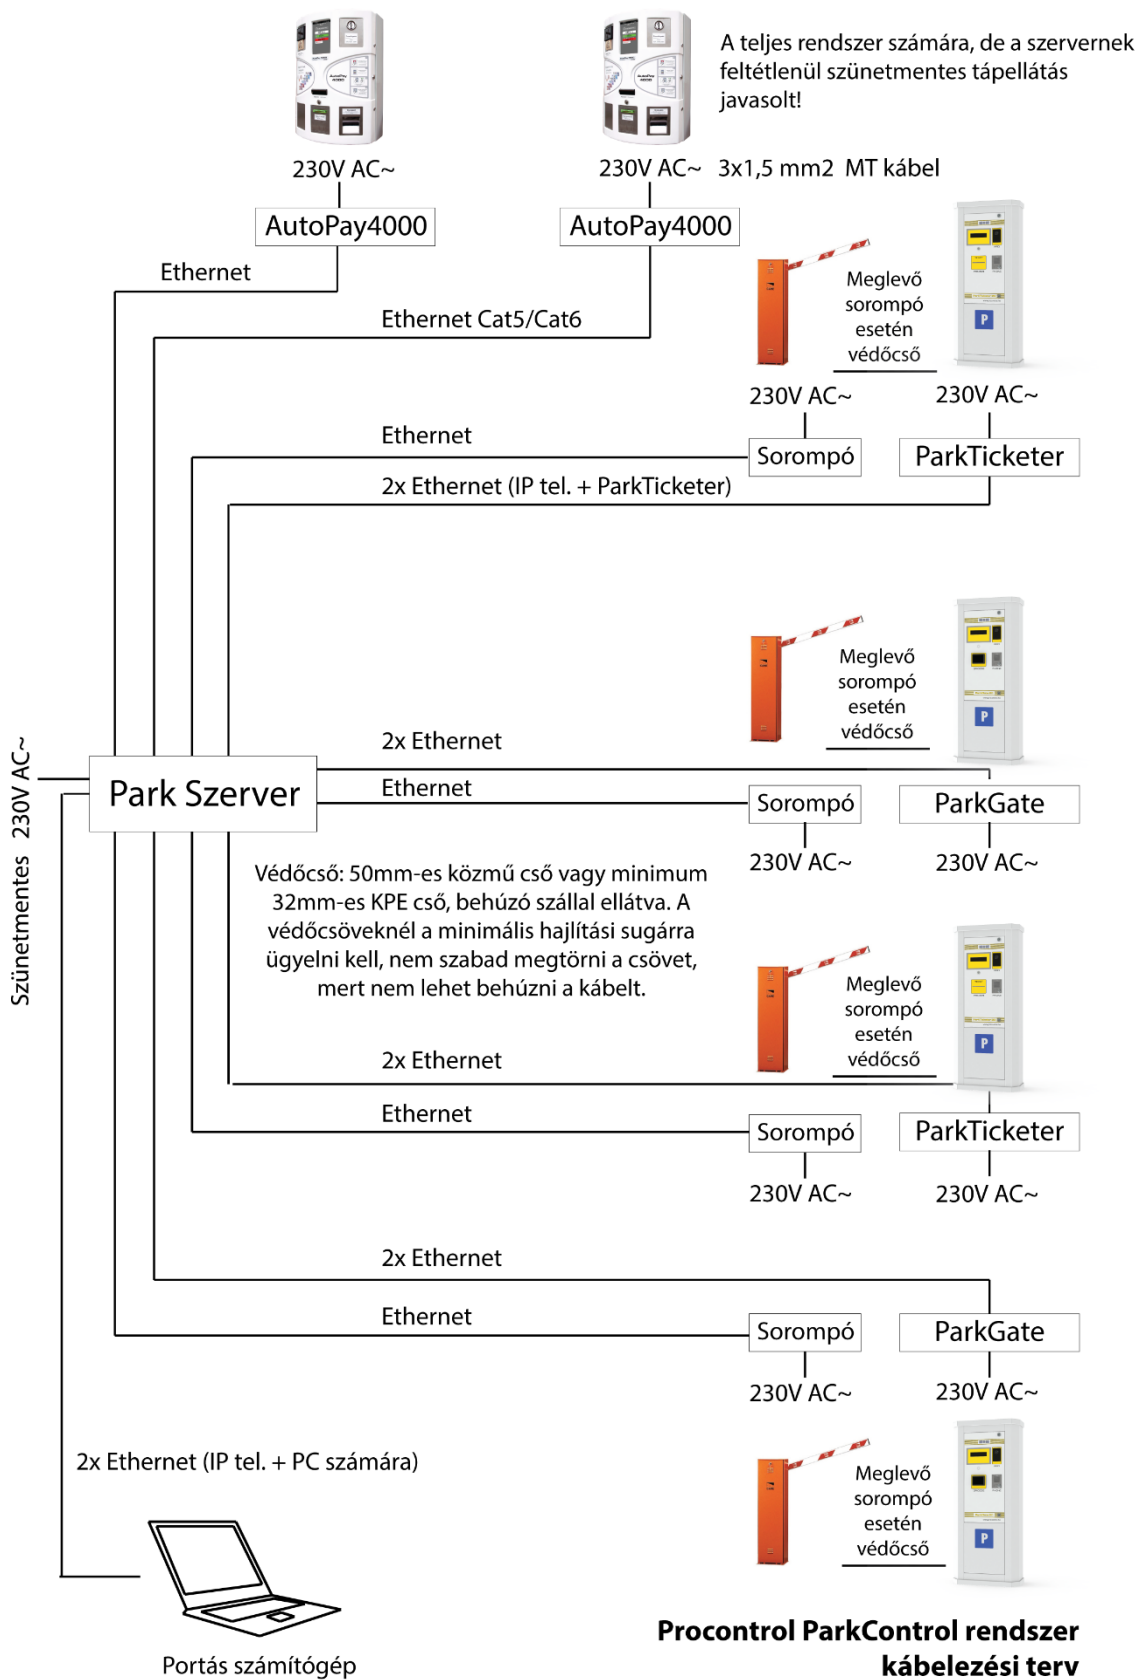 A teljes rendszer számára, de a szervernek
feltétlenül szünetmentes tápellátás
javasolt!
230V AC~
230V AC~
3x1,5 mm2 MT kábel
AutoPay4000
AutoPay4000
Ethernet
Ethernet Cat5/Cat6
Meglevő
sorompó
esetén
védőcső
230V AC~
230V AC~
Ethernet
Sorompó
ParkTicketer
2x Ethernet (IP tel. + ParkTicketer)
Meglevő
sorompó
esetén
védőcső
2x Ethernet
Szünetmentes 230V AC~
Park Szerver
Ethernet
Sorompó
ParkGate
230V AC~
230V AC~
Védőcső: 50mm-es közmű cső vagy minimum
32mm-es KPE cső, behúzó szállal ellátva. A
védőcsöveknél a minimális hajlítási sugárra
ügyelni kell, nem szabad megtörni a csövet,
mert nem lehet behúzni a kábelt.
Meglevő
sorompó
esetén
védőcső
2x Ethernet
Ethernet
Sorompó
ParkTicketer
230V AC~
230V AC~
2x Ethernet
Ethernet
Sorompó
ParkGate
230V AC~
230V AC~
2x Ethernet (IP tel. + PC számára)
Meglevő
sorompó
esetén
védőcső
Portás számítógép
Procontrol ParkControl rendszer
kábelezési terv
P
P
P
P